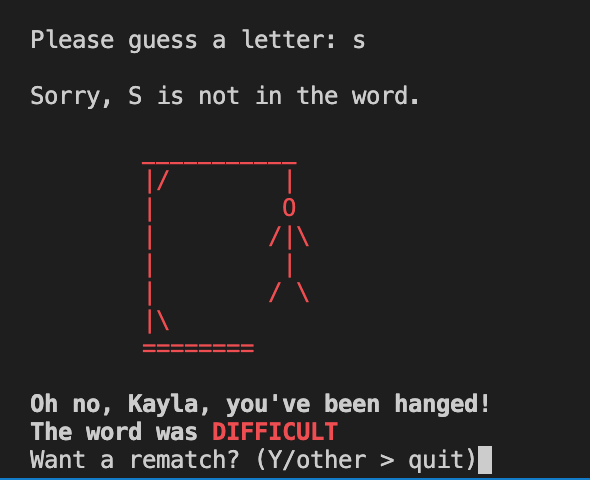 Please guess a letter: s
Sorry, S is not in the word.
___________
|/        |
|         O
|        /|\
|         |
|        / \
|\
========
Oh no, Kayla, you've been hanged!
The word was DIFFICULT
Want a rematch? (Y/other > quit)